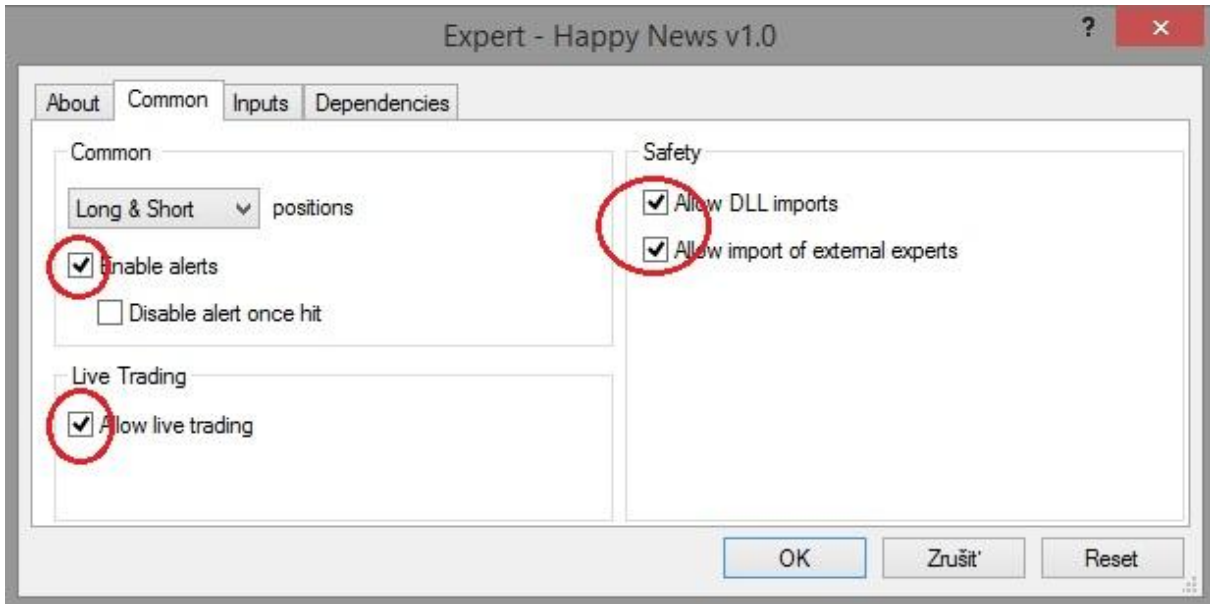 Expert - Happy News v1.0
?
About Common Inputs Dependencies
Common
Long & Short positions
Enable alerts
Disable alert once hit
Live Trading
Allow live trading
Safety
Allow DLL imports
Allow import of external experts
OK Zrušiť Reset